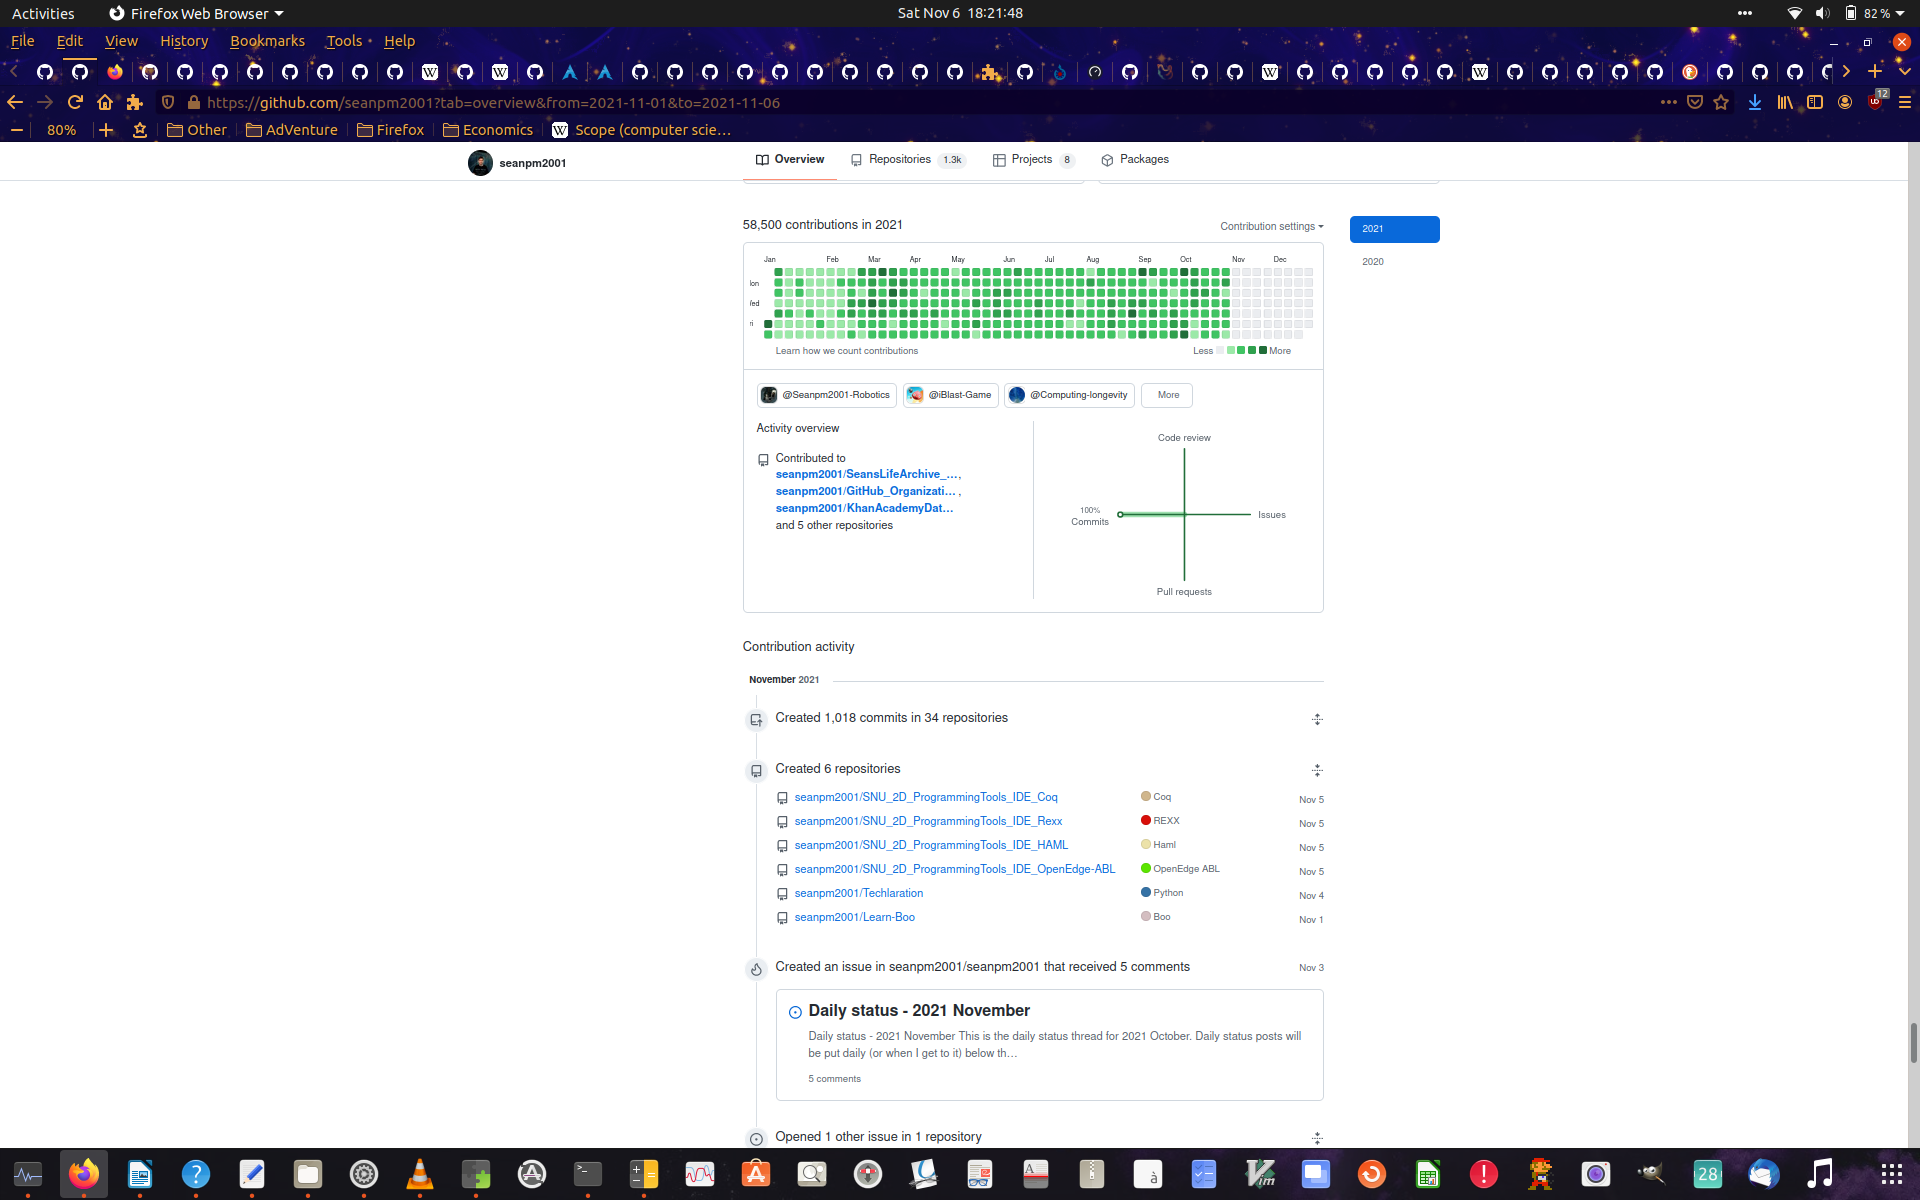 Activities
Firefox Web Browser
Sat Nov 6 18:21:48
82 %
File Edit View History Bookmarks Tools Help
https://github.com/seanpm2001?tab=overview&from=2021-11-01&to=2021-11-06
12
80%
Other
AdVenture
Firefox
Economics
Scope (computer scie…
seanpm2001
Overview
Repositories 1.3k
Projects 8
Packages
58,500 contributions in 2021
Contribution settings
2021
2020
Jan Feb Mar Apr May Jun Jul Aug Sep Oct Nov Dec
Learn how we count contributions
Less More
@Seanpm2001-Robotics
@iBlast-Game
@Computing-longevity
More
Activity overview
Contributed to
seanpm2001/SeansLifeArchive_…,
seanpm2001/GitHub_Organizati… ,
seanpm2001/KhanAcademyDat…
and 5 other repositories
Code review
100%
Commits
Issues
Pull requests
Contribution activity
November 2021
Created 1,018 commits in 34 repositories
Created 6 repositories
seanpm2001/SNU_2D_ProgrammingTools_IDE_Coq Coq Nov 5
seanpm2001/SNU_2D_ProgrammingTools_IDE_Rexx REXX Nov 5
seanpm2001/SNU_2D_ProgrammingTools_IDE_HAML Haml Nov 5
seanpm2001/SNU_2D_ProgrammingTools_IDE_OpenEdge-ABL OpenEdge ABL Nov 5
seanpm2001/Techlaration Python Nov 4
seanpm2001/Learn-Boo Boo Nov 1
Created an issue in seanpm2001/seanpm2001 that received 5 comments Nov 3
Daily status - 2021 November
Daily status - 2021 November This is the daily status thread for 2021 October. Daily status posts will
be put daily (or when I get to it) below th…
5 comments
Opened 1 other issue in 1 repository
28